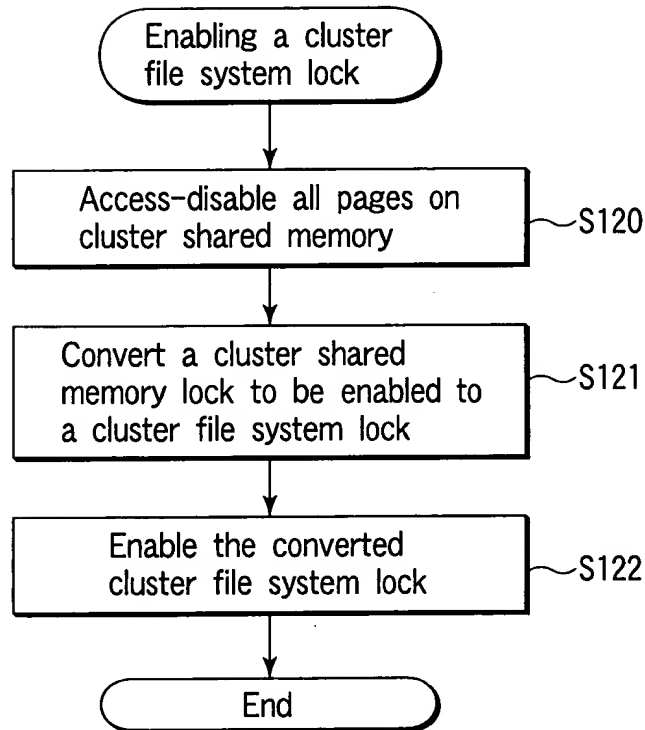 Enabling a cluster
file system lock
Access-disable all pages on
cluster shared memory
S120
Convert a cluster shared
memory lock to be enabled to
a cluster file system lock
S121
Enable the converted
cluster file system lock
S122
End